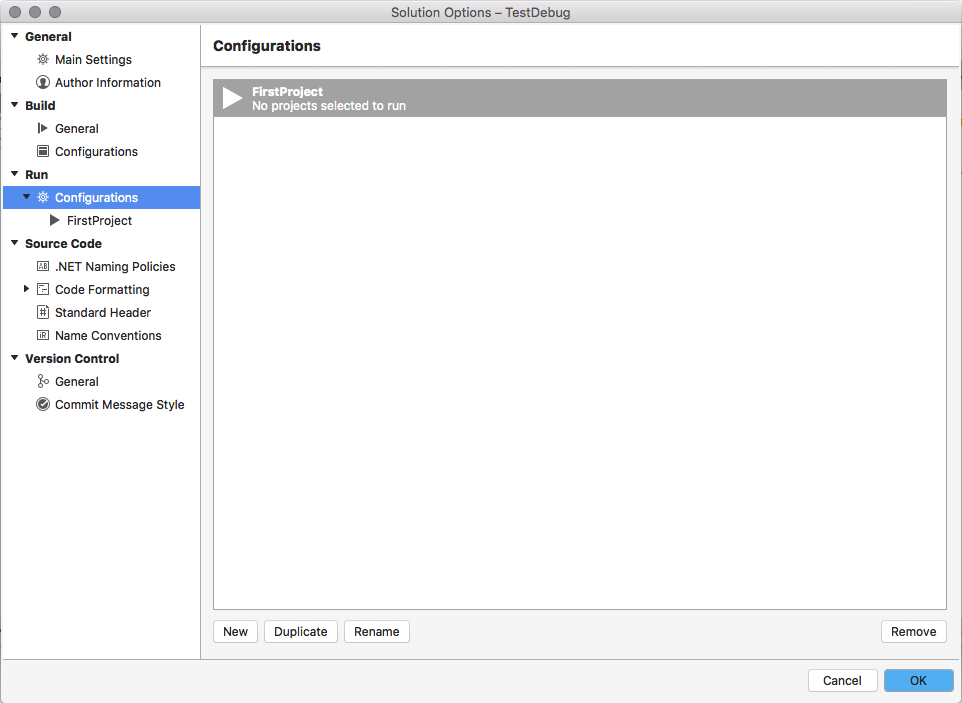 Solution Options – TestDebug
General
Main Settings
Author Information
Build
General
Configurations
Run
Configurations
FirstProject
Source Code
.NET Naming Policies
Code Formatting
Standard Header
Name Conventions
Version Control
General
Commit Message Style
Configurations
FirstProject
No projects selected to run
New Duplicate Rename Remove
Cancel OK